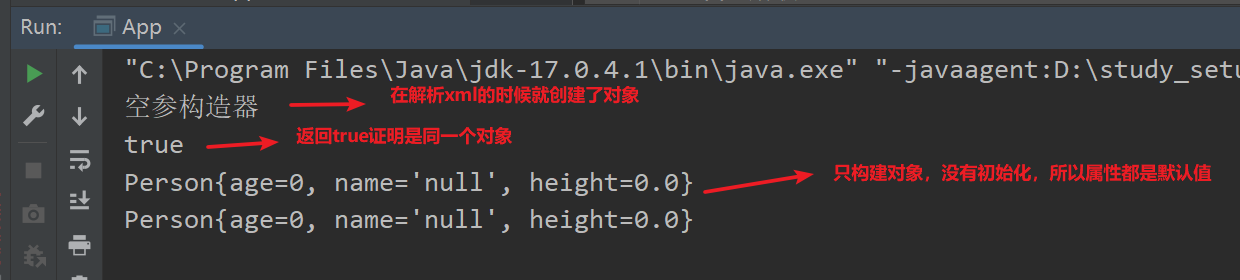 Run: App
"C:\Program Files\Java\jdk-17.0.4.1\bin\java.exe" "-javaagent:D:\study_setu
空参构造器 在解析xml的时候就创建了对象
true 返回true证明是同一个对象
Person{age=0, name='null', height=0.0} 只构建对象，没有初始化，所以属性都是默认值
Person{age=0, name='null', height=0.0}